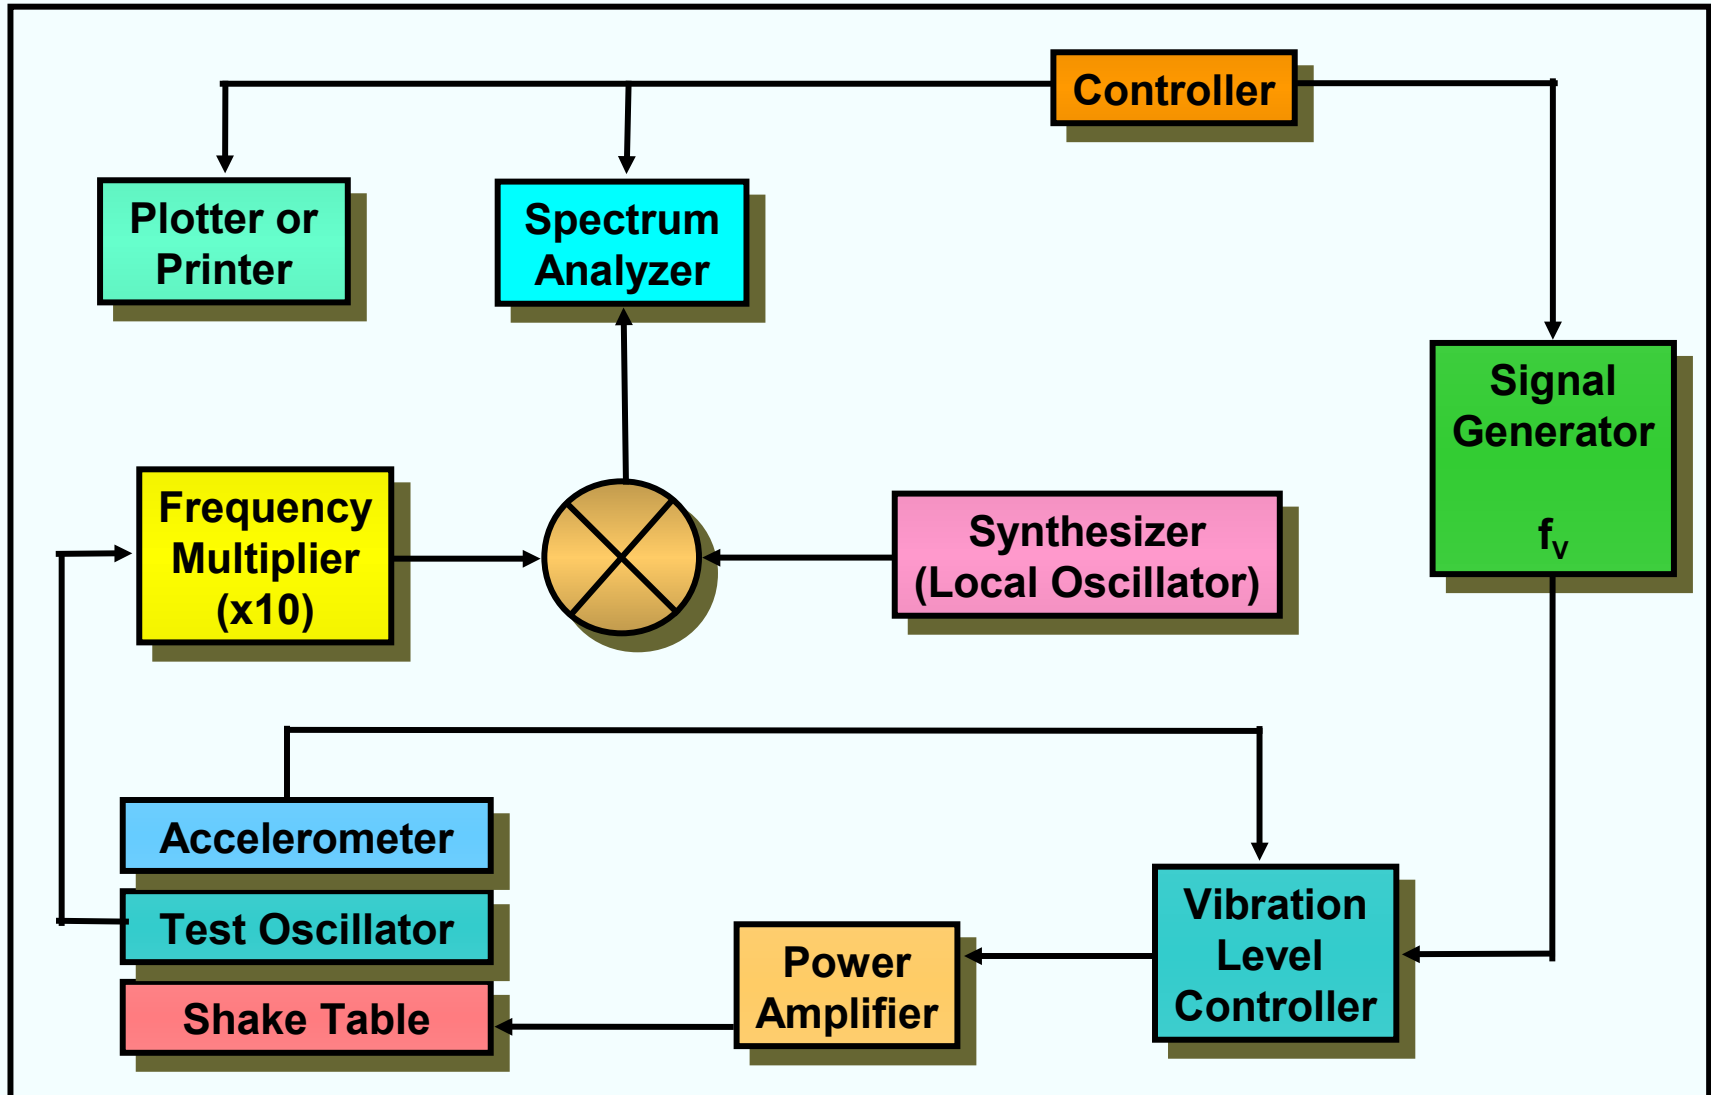 Controller
Plotter or
Printer
Spectrum
Analyzer
Signal
Generator
fv
Frequency
Multiplier
(x10)
Synthesizer
(Local Oscillator)
Accelerometer
Test Oscillator
Shake Table
Power
Amplifier
Vibration
Level
Controller